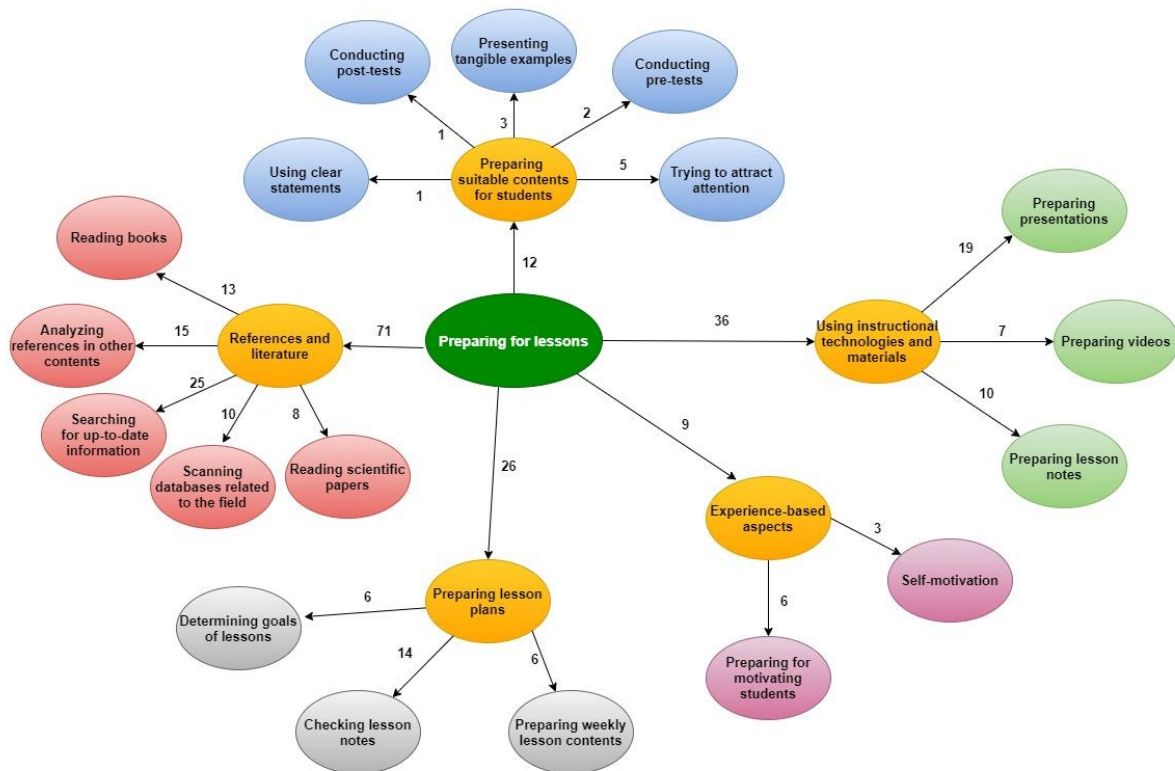 Conducting
post-tests
Presenting
tangible examples
Conducting
pre-tests
1
3
2
Using clear
statements
Preparing
suitable contents
for students
Trying to attract
attention
1
5
12
Reading books
13
Analyzing
references in other
contents
15
References and
literature
71
Preparing for lessons
25
Searching
for up-to-date
information
10
Scanning
databases related
to the field
8
Reading scientific
papers
36
Using instructional
technologies and
materials
19
Preparing
presentations
7
Preparing videos
10
Preparing lesson
notes
9
Experience-based
aspects
3
Self-motivation
6
Preparing for
motivating
students
26
Preparing lesson
plans
6
Determining goals
of lessons
14
Checking lesson
notes
6
Preparing weekly
lesson contents